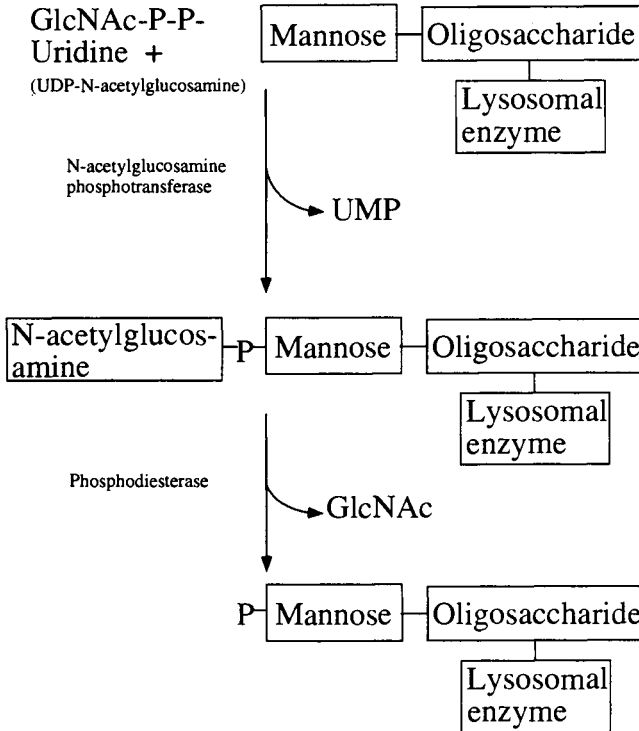 GlcNAc-P-P-
Uridine +
(UDP-N-acetylglucosamine)
Mannose
Oligosaccharide
Lysosomal
enzyme
N-acetylglucosamine
phosphotransferase
UMP
N-acetylglucos-
amine
P
Mannose
Oligosaccharide
Lysosomal
enzyme
Phosphodiesterase
GlcNAc
P
Mannose
Oligosaccharide
Lysosomal
enzyme